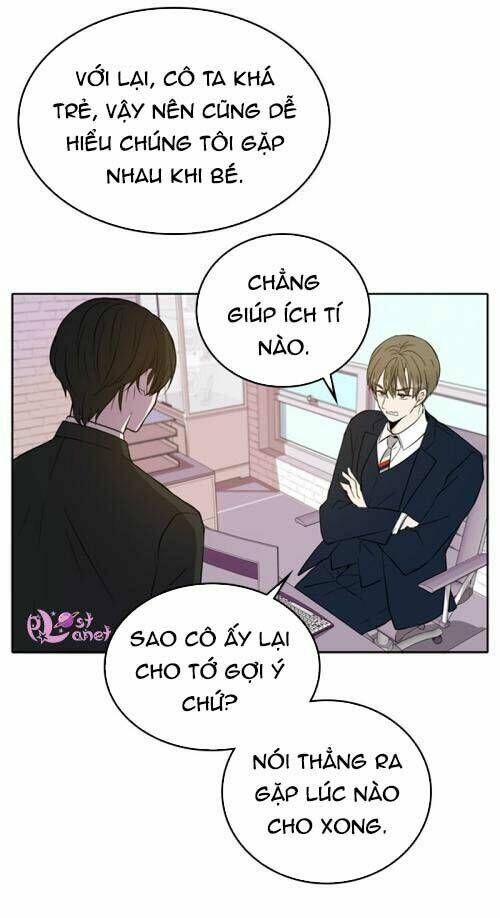 VỚI LẠI, CÔ TA KHÁ
TRẺ, VẬY NÊN CŨNG DỄ
HIỂU CHÚNG TÔI GẶP
NHAU KHI BÉ.
CHẲNG
GIÚP ÍCH TÍ
NÀO.
Lost
Planet
SAO CÔ ẤY LẠI
CHO TỚ GỢI Ý
CHỨ?
NÓI THẲNG RA
GẶP LÚC NÀO
CHO XONG.